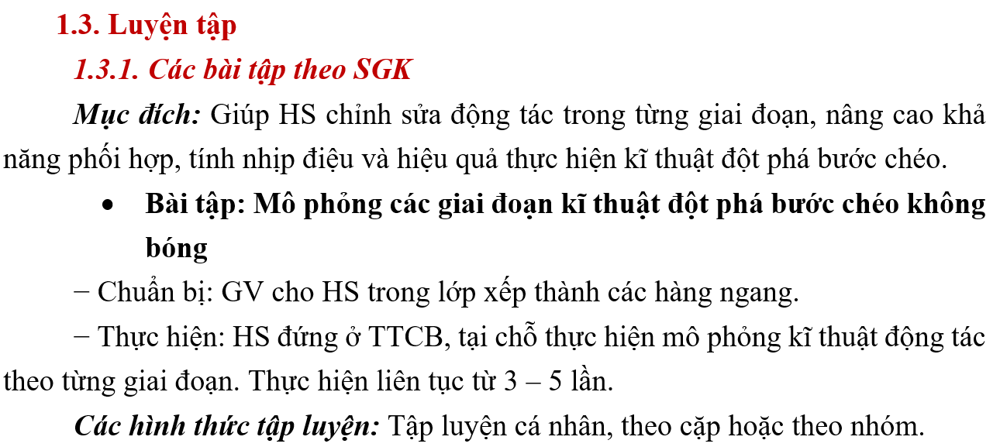 1.3. Luyện tập
1.3.1. Các bài tập theo SGK
Mục đích: Giúp HS chỉnh sửa động tác trong từng giai đoạn, nâng cao khả
năng phối hợp, tính nhịp điệu và hiệu quả thực hiện kĩ thuật đột phá bước chéo.
• Bài tập: Mô phỏng các giai đoạn kĩ thuật đột phá bước chéo không
bóng
− Chuẩn bị: GV cho HS trong lớp xếp thành các hàng ngang.
− Thực hiện: HS đứng ở TTCB, tại chỗ thực hiện mô phỏng kĩ thuật động tác
theo từng giai đoạn. Thực hiện liên tục từ 3 – 5 lần.
Các hình thức tập luyện: Tập luyện cá nhân, theo cặp hoặc theo nhóm.